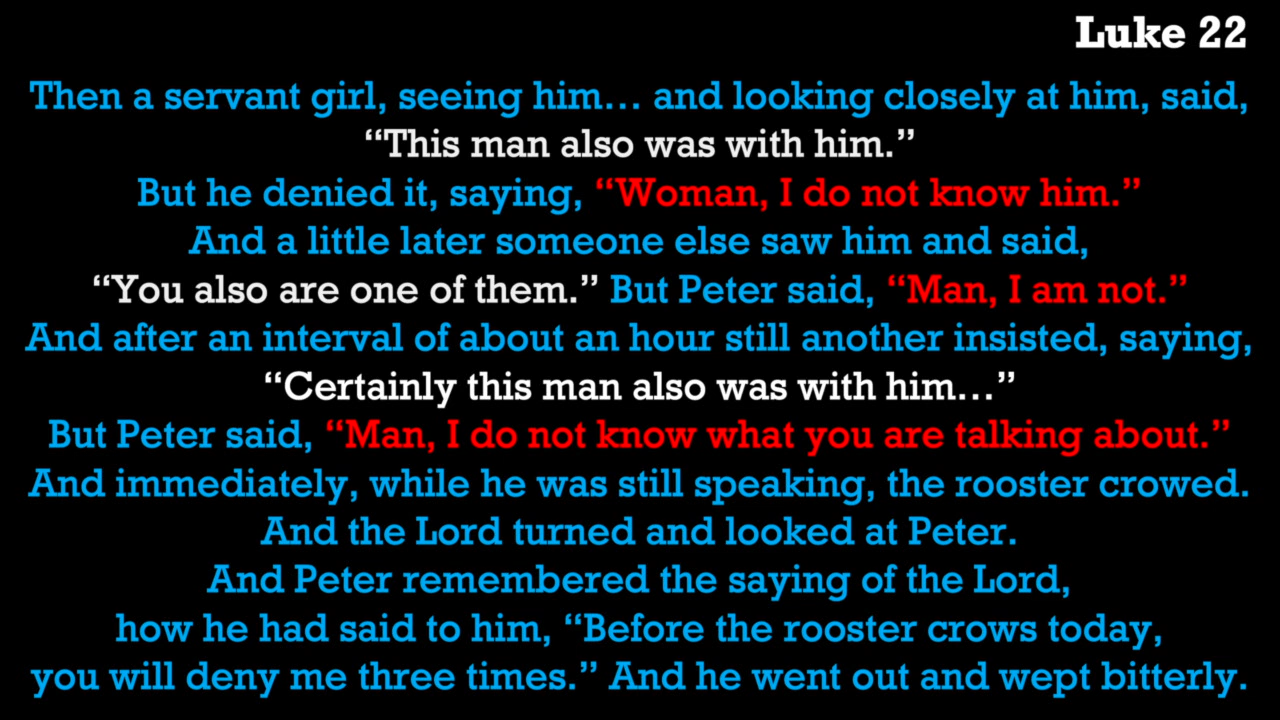 Luke 22
Then a servant girl, seeing him... and looking closely at him, said,
“This man also was with him.”
But he denied it, saying, “Woman, I do not know him.”
And a little later someone else saw him and said,
“You also are one of them.” But Peter said, “Man, I am not.”
And after an interval of about an hour still another insisted, saying,
“Certainly this man also was with him...”
But Peter said, “Man, I do not know what you are talking about.”
And immediately, while he was still speaking, the rooster crowed.
And the Lord turned and looked at Peter.
And Peter remembered the saying of the Lord,
how he had said to him, “Before the rooster crows today,
you will deny me three times.” And he went out and wept bitterly.